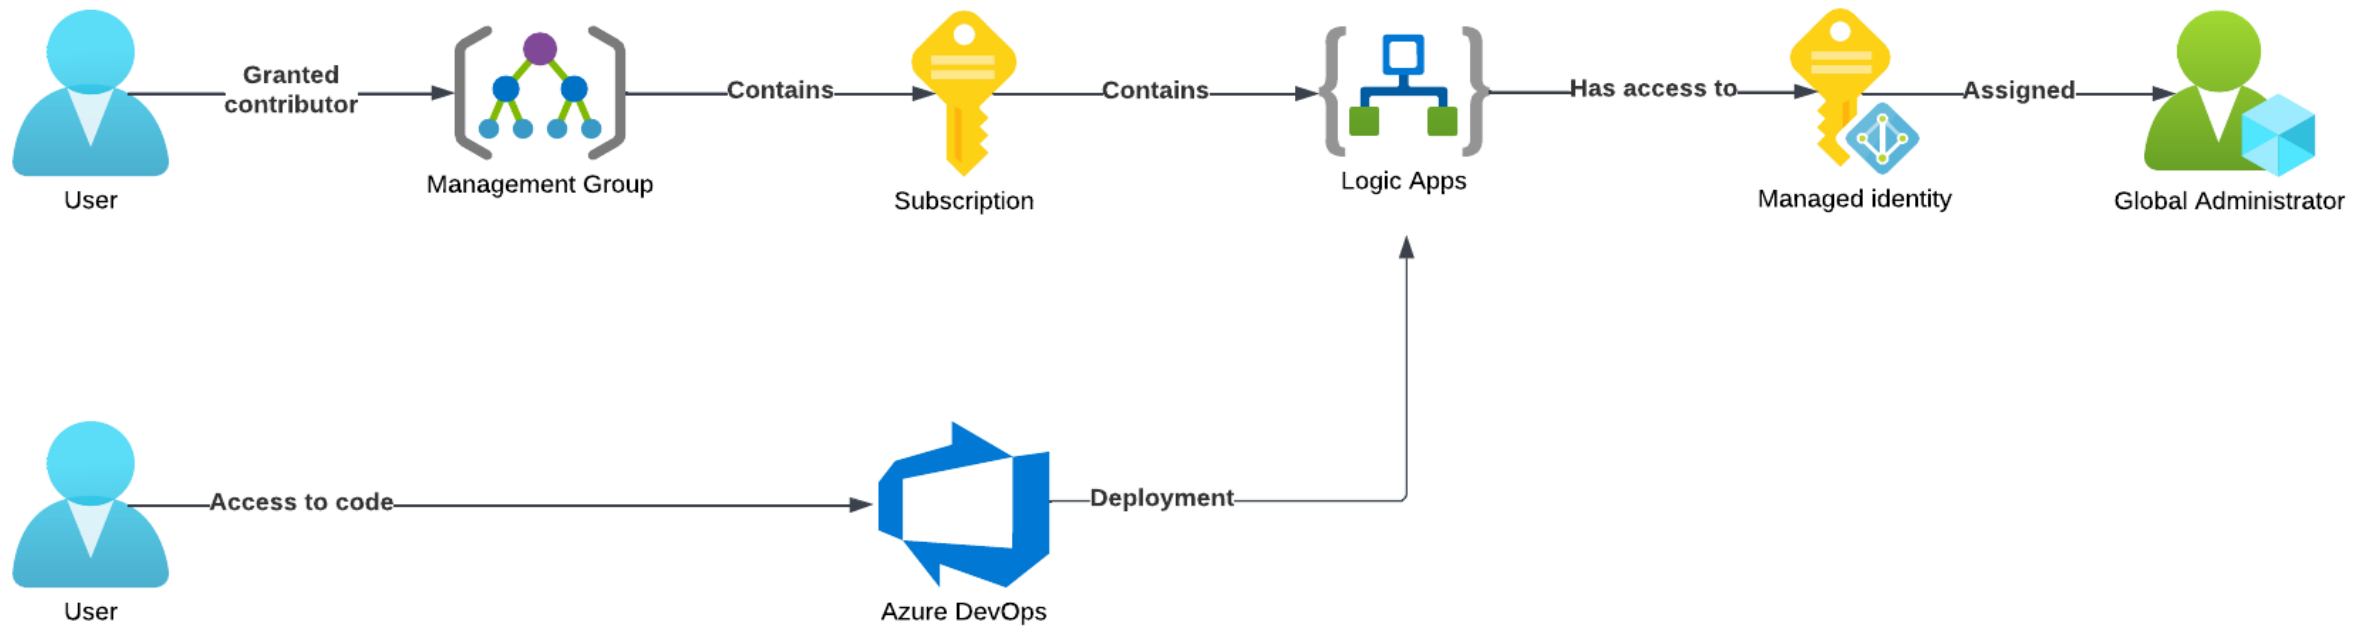 Granted
contributor
Contains
Contains
Has access to
Assigned
User
Management Group
Subscription
Logic Apps
Managed identity
Global Administrator
Access to code
Deployment
User
Azure DevOps